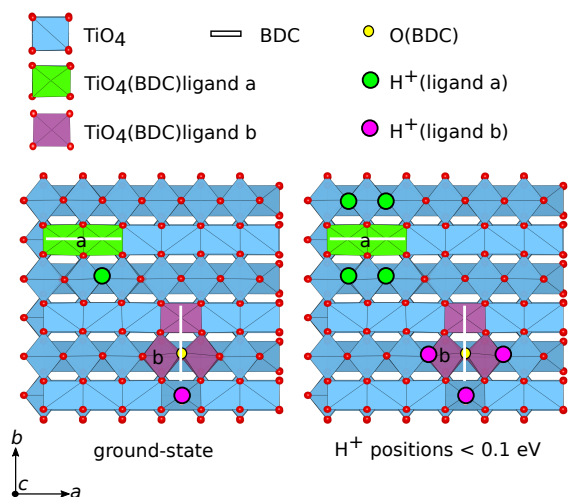 TiO4 BDC O(BDC)
TiO4(BDC)ligand a H+(ligand a)
TiO4(BDC)ligand b H+(ligand b)
a a
b b
ground-state H+ positions < 0.1 eV
b
c a